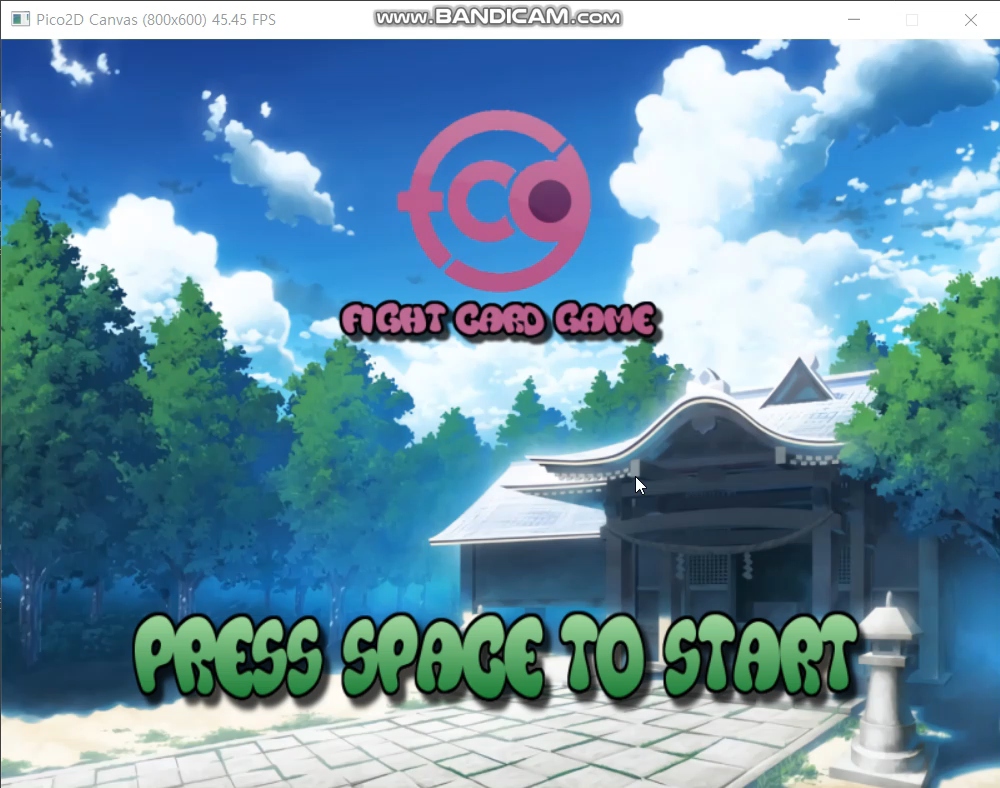 Pico2D Canvas (800x600) 45.45 FPS
www.BANDICAM.com
fcg
FIGHT CARD GAME
PRESS SPACE TO START